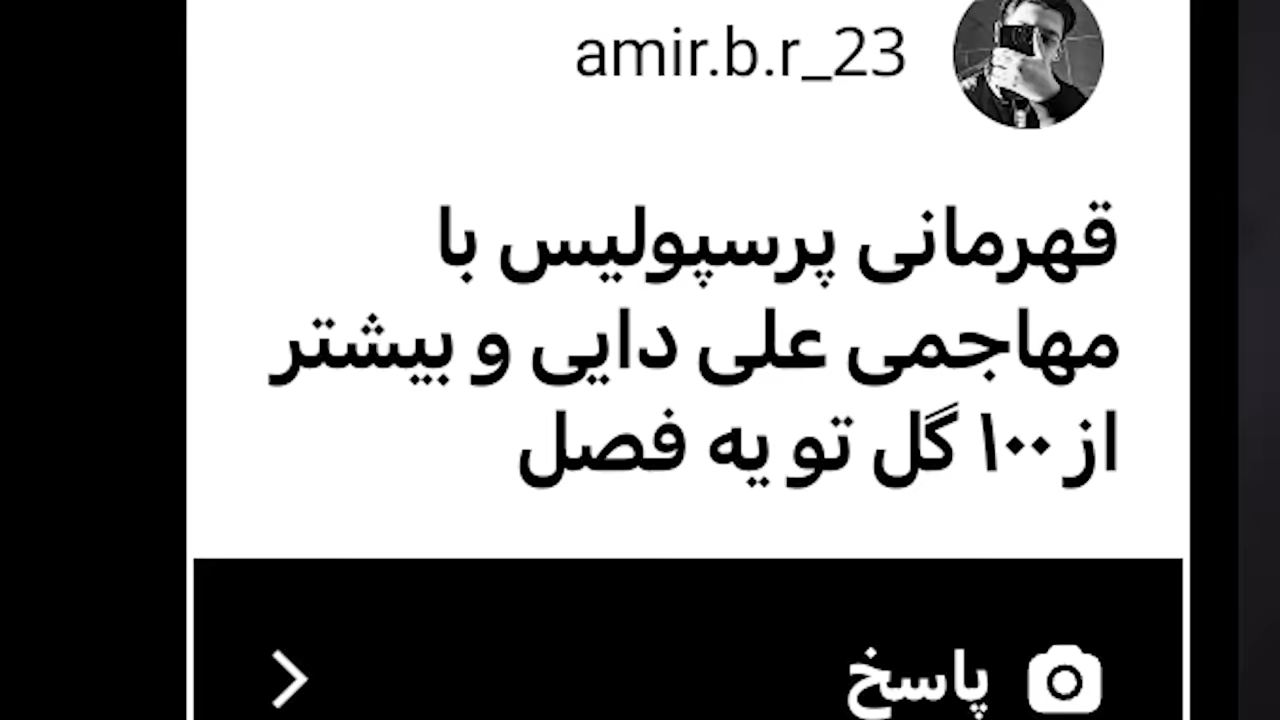 amir.b.r_23
قهرمانی پرسپولیس با
مهاجمی علی دایی و بیشتر
از ۱۰۰ گل تو یه فصل
پاسخ